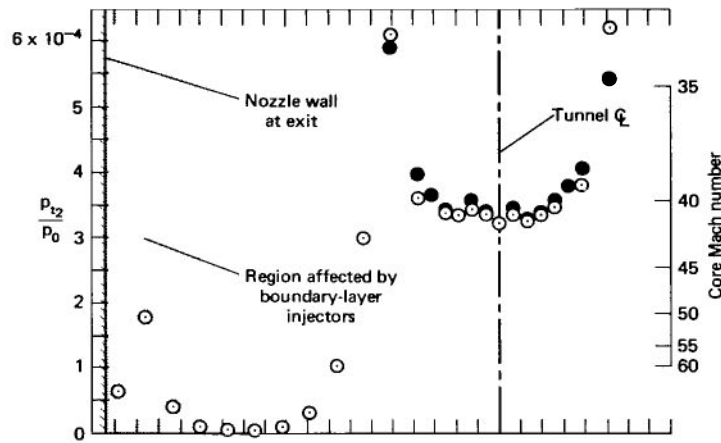 6 x 10⁻⁴
5
4
3
2
1
0
p_t₂
p₀
Nozzle wall
at exit
Region affected by
boundary-layer
injectors
Tunnel ℄
35
40
45
50
55
60
Core Mach number